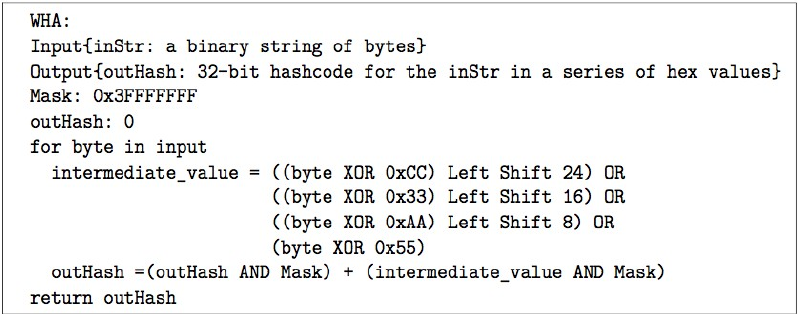 WHA:
Input{inStr: a binary string of bytes}
Output{outHash: 32-bit hashcode for the inStr in a series of hex values}
Mask: 0x3FFFFFFF
outHash: 0
for byte in input
intermediate_value = ((byte XOR 0xCC) Left Shift 24) OR
((byte XOR 0x33) Left Shift 16) OR
((byte XOR 0xAA) Left Shift 8) OR
(byte XOR 0x55)
outHash =(outHash AND Mask) + (intermediate_value AND Mask)
return outHash